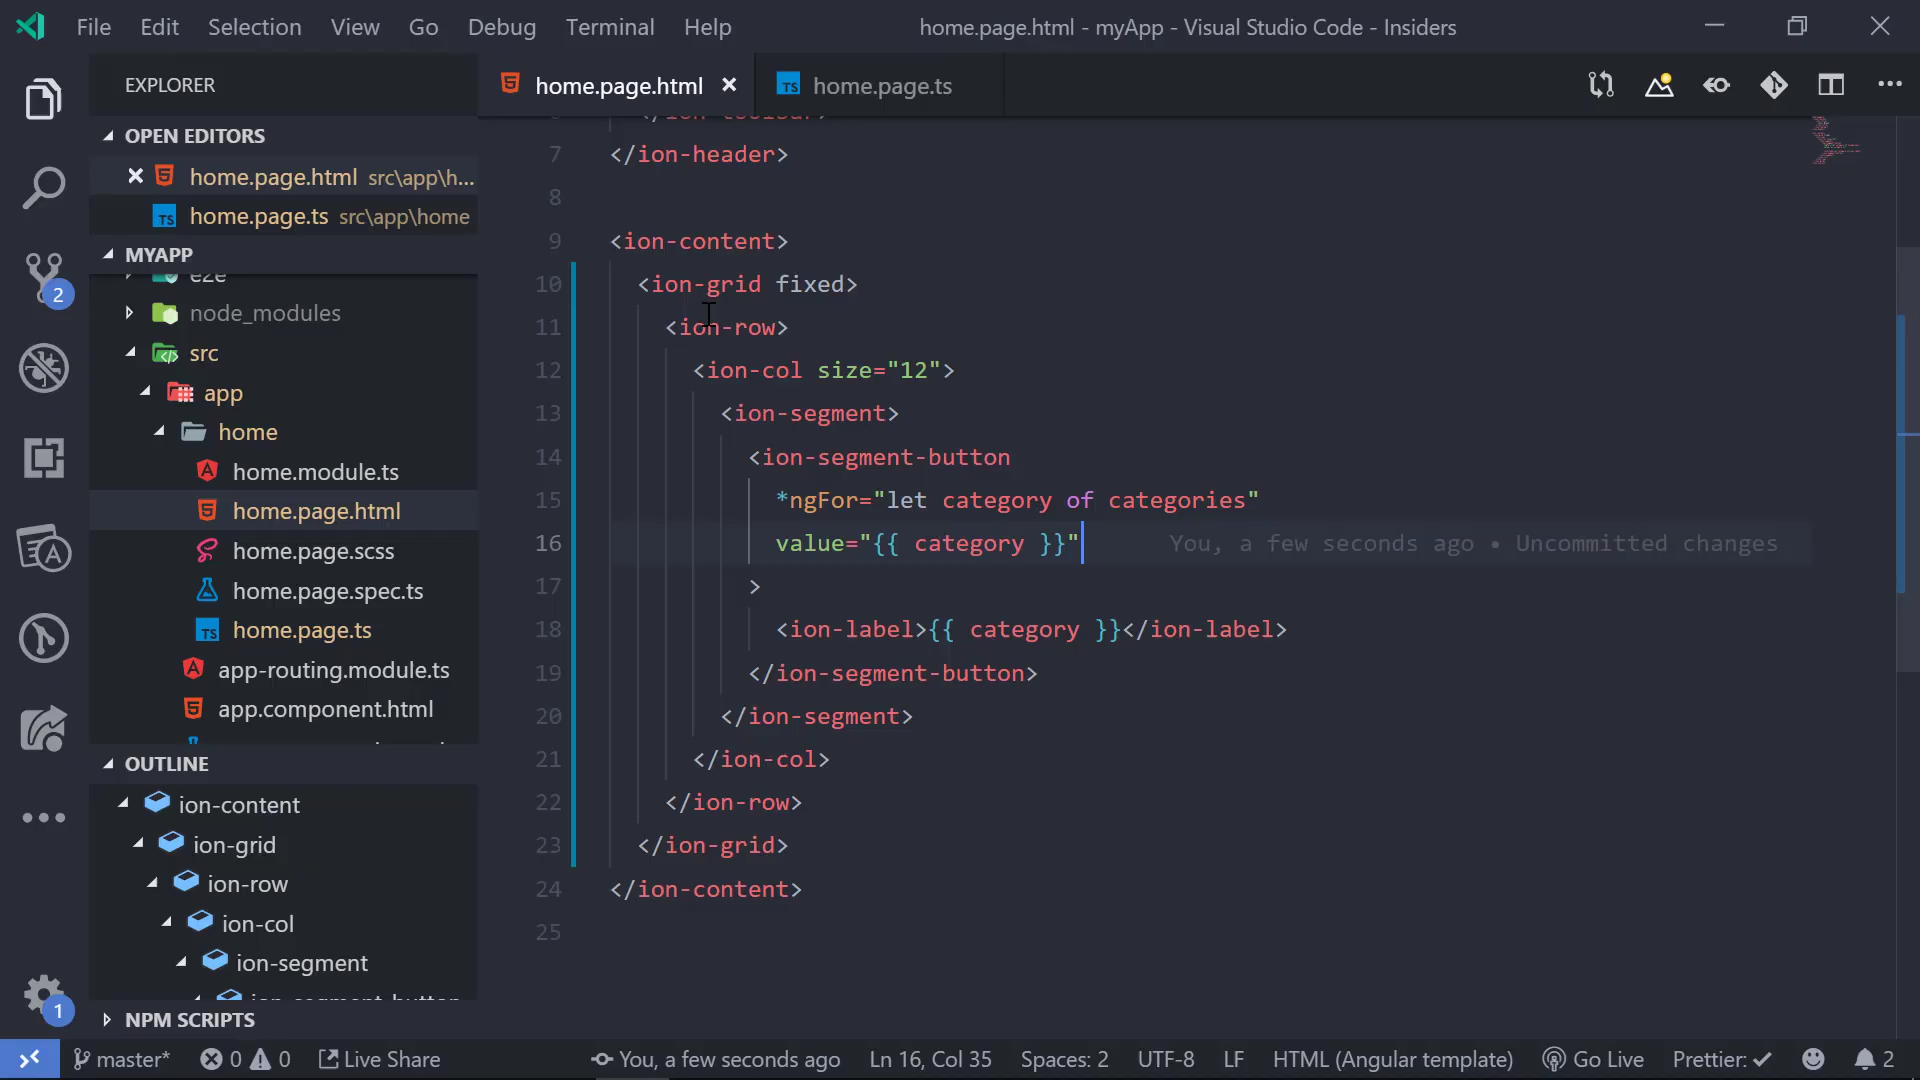 File Edit Selection View Go Debug Terminal Help
home.page.html - myApp - Visual Studio Code - Insiders
EXPLORER
OPEN EDITORS
home.page.html src\app\h...
home.page.ts src\app\home
MYAPP
e2e
node_modules
src
app
home
home.module.ts
home.page.html
home.page.scss
home.page.spec.ts
home.page.ts
app-routing.module.ts
app.component.html
OUTLINE
ion-content
ion-grid
ion-row
ion-col
ion-segment
ion-segment-button
NPM SCRIPTS
2
1
home.page.html
TS home.page.ts
7 </ion-header>
8
9 <ion-content>
10 <ion-grid fixed>
11 <ion-row>
12 <ion-col size="12">
13 <ion-segment>
14 <ion-segment-button
15 *ngFor="let category of categories"
16 value="{{ category }}" You, a few seconds ago • Uncommitted changes
17 >
18 <ion-label>{{ category }}</ion-label>
19 </ion-segment-button>
20 </ion-segment>
21 </ion-col>
22 </ion-row>
23 </ion-grid>
24 </ion-content>
25
master* 0 0 Live Share You, a few seconds ago Ln 16, Col 35 Spaces: 2 UTF-8 LF HTML (Angular template) Go Live Prettier: ✓ 2